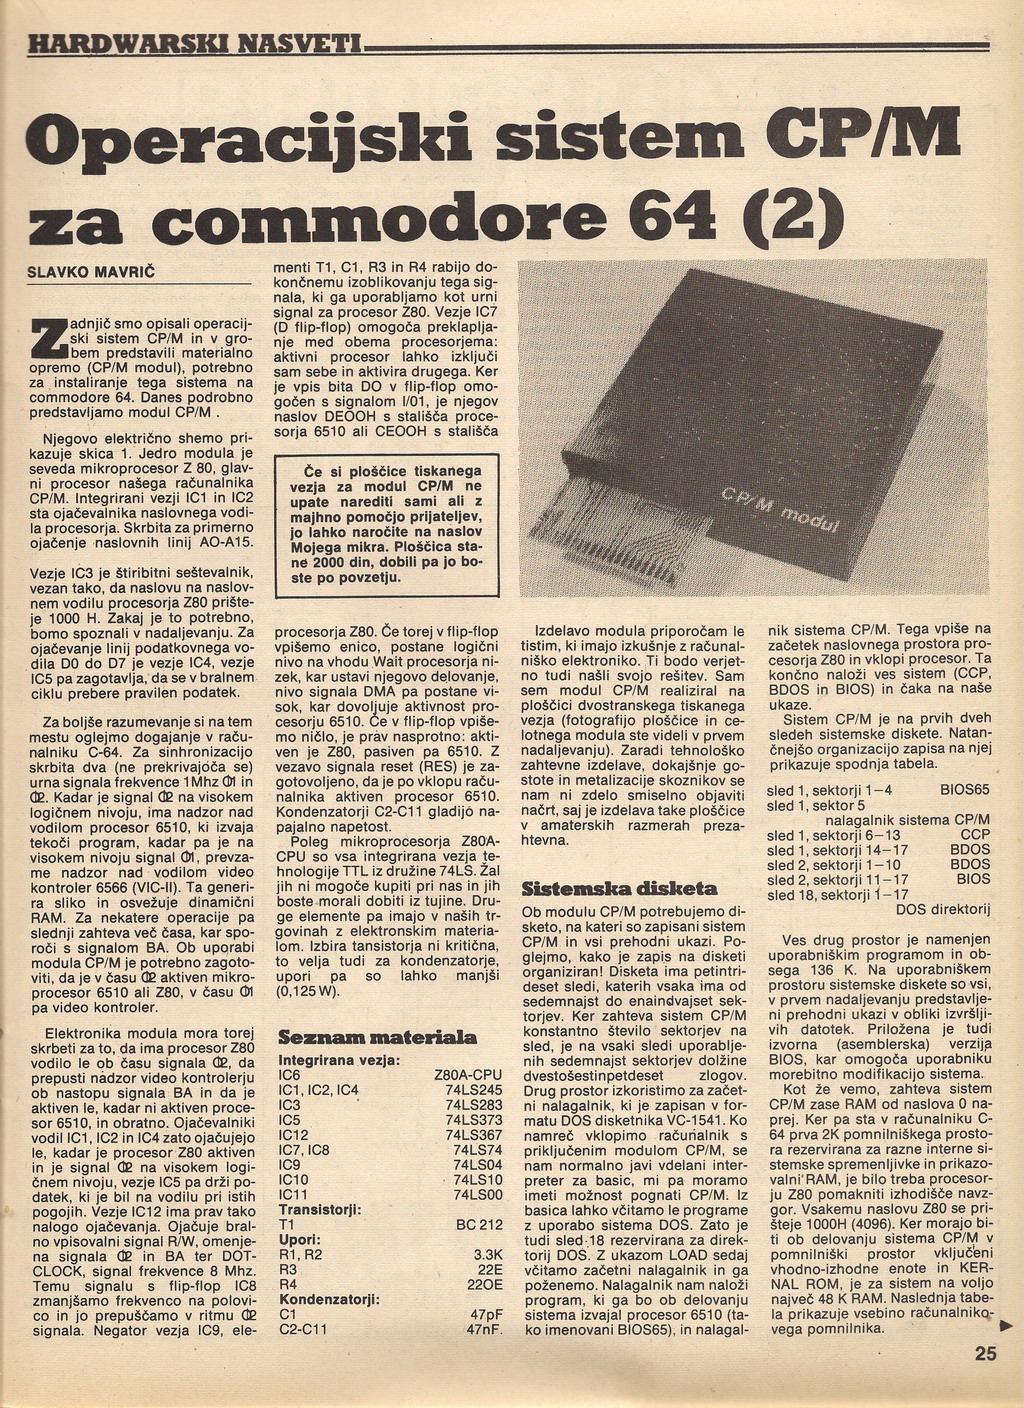 HARDWARSKI NASVETI
Operacijski sistem CP/M
za commodore 64 (2)
SLAVKO MAVRIČ
Zadnjič smo opisali operacij-
ski sistem CP/M in v gro-
bem predstavili materialno
opremo (CP/M modul), potrebno
za instaliranje tega sistema na
commodore 64. Danes podrobno
predstavljamo modul CP/M .
Njegovo električno shemo pri-
kazuje skica 1. Jedro modula je
seveda mikroprocesor Z 80, glav-
ni procesor našega računalnika
CP/M. Integrirani vezji IC1 in IC2
sta ojačevalnika naslovnega vodi-
la procesorja. Skrbita za primerno
ojačenje naslovnih linij AO-A15.
Vezje IC3 je štiribitni seštevalnik,
vezan tako, da naslovu na naslov-
nem vodilu procesorja Z80 prište-
je 1000 H. Zakaj je to potrebno,
bomo spoznali v nadaljevanju. Za
ojačevanje linij podatkovnega vo-
dila D0 do D7 je vezje IC4, vezje
IC5 pa zagotavlja, da se v bralnem
ciklu prebere pravilen podatek.
Za boljše razumevanje si na tem
mestu oglejmo dogajanje v raču-
nalniku C-64. Za sinhronizacijo
skrbita dva (ne prekrivajoča se)
urna signala frekvence 1Mhz Φ1 in
Φ2. Kadar je signal Φ2 na visokem
logičnem nivoju, ima nadzor nad
vodilom procesor 6510, ki izvaja
tekoči program, kadar pa je na
visokem nivoju signal Φ1, prevza-
me nadzor nad vodilom video
kontroler 6566 (VIC-II). Ta generi-
ra sliko in osvežuje dinamični
RAM. Za nekatere operacije pa
slednji zahteva več časa, kar spo-
roči s signalom BA. Ob uporabi
modula CP/M je potrebno zagoto-
viti, da je v času Φ2 aktiven mikro-
procesor 6510 ali Z80, v času Φ1
pa video kontroler.
Elektronika modula mora torej
skrbeti za to, da ima procesor Z80
vodilo le ob času signala Φ2, da
prepusti nadzor video kontrolerju
ob nastopu signala BA in da je
aktiven le, kadar ni aktiven proce-
sor 6510, in obratno. Ojačevalniki
vodil IC1, IC2 in IC4 zato ojačujejo
le, kadar je procesor Z80 aktiven
in je signal Φ2 na visokem logi-
čnem nivoju, vezje IC5 pa drži po-
datek, ki je bil na vodilu pri istih
pogojih. Vezje IC12 ima prav tako
nalogo ojačevanja. Ojačuje bral-
no vpisovalni signal R/W, omenje-
na signala Φ2 in BA ter DOT-
CLOCK, signal frekvence 8 Mhz.
Temu signalu s flip-flop IC8
zmanjšamo frekvenco na polovi-
co in jo prepuščamo v ritmu Φ2
signala. Negator vezja IC9, ele-
menti T1, C1, R3 in R4 rabijo do-
končnemu izoblikovanju tega sig-
nala, ki ga uporabljamo kot urni
signal za procesor Z80. Vezje IC7
(D flip-flop) omogoča preklaplja-
nje med obema procesorjema:
aktivni procesor lahko izključi
sam sebe in aktivira drugega. Ker
je vpis bita DO v flip-flop omo-
gočen s signalom I/01, je njegov
naslov DEOOH s stališča proce-
sorja 6510 ali CEOOH s stališča
Če si ploščice tiskanega
vezja za modul CP/M ne
upate narediti sami ali z
majhno pomočjo prijateljev,
jo lahko naročite na naslov
Mojega mikra. Ploščica sta-
ne 2000 din, dobili pa jo bo-
ste po povzetju.
procesorja Z80. Če torej v flip-flop
vpišemo enico, postane logični
nivo na vhodu Wait procesorja ni-
zek, kar ustavi njegovo delovanje,
nivo signala DMA pa postane vi-
sok, kar dovoljuje aktivnost pro-
cesorju 6510. Če v flip-flop vpiše-
mo ničlo, je prav nasprotno: akti-
ven je Z80, pasiven pa 6510. Z
vezavo signala reset (RES) je za-
gotovoljeno, da je po vklopu raču-
nalnika aktiven procesor 6510.
Kondenzatorji C2-C11 gladijo na-
pajalno napetost.
Poleg mikroprocesorja Z80A-
CPU so vsa integrirana vezja te-
hnologije TTL iz družine 74LS. Žal
jih ni mogoče kupiti pri nas in jih
boste morali dobiti iz tujine. Dru-
ge elemente pa imajo v naših tr-
govinah z elektronskim materia-
lom. Izbira tansistorja ni kritična,
to velja tudi za kondenzatorje,
upori pa so lahko manjši
(0,125 W).
Seznam materiala
Integrirana vezja:
IC6 Z80A-CPU
IC1, IC2, IC4 74LS245
IC3 74LS283
IC5 74LS373
IC12 74LS367
IC7, IC8 74LS74
IC9 74LS04
IC10 74LS10
IC11 74LS00
Transistorji:
T1 BC 212
Upori:
R1, R2 3.3K
R3 22E
R4 22OE
Kondenzatorji:
C1 47pF
C2-C11 47nF.
CP/M modul
Izdelavo modula priporočam le
tistim, ki imajo izkušnje z računal-
niško elektroniko. Ti bodo verjet-
no tudi našli svojo rešitev. Sam
sem modul CP/M realiziral na
ploščici dvostranskega tiskanega
vezja (fotografijo ploščice in ce-
lotnega modula ste videli v prvem
nadaljevanju). Zaradi tehnološko
zahtevne izdelave, dokajšnje go-
stote in metalizacije skoznikov se
nam ni zdelo smiselno objaviti
načrt, saj je izdelava take ploščice
v amaterskih razmerah preza-
htevna.
Sistemska disketa
Ob modulu CP/M potrebujemo di-
sketo, na kateri so zapisani sistem
CP/M in vsi prehodni ukazi. Po-
glejmo, kako je zapis na disketi
organiziran! Disketa ima petintri-
deset sledi, katerih vsaka ima od
sedemnajst do enaindvajset sek-
torjev. Ker zahteva sistem CP/M
konstantno število sektorjev na
sled, je na vsaki sledi uporablje-
nih sedemnajst sektorjev dolžine
dvestošestinpetdeset zlogov.
Drug prostor izkoristimo za začet-
ni nalagalnik, ki je zapisan v for-
matu DOS disketnika VC-1541. Ko
namreč vklopimo računalnik s
priključenim modulom CP/M, se
nam normalno javi vdelani inter-
preter za basic, mi pa moramo
imeti možnost pognati CP/M. Iz
basica lahko včitamo le programe
z uporabo sistema DOS. Zato je
tudi sled 18 rezervirana za direk-
torij DOS. Z ukazom LOAD sedaj
včitamo začetni nalagalnik in ga
poženemo. Nalagalnik nam naloži
program, ki ga bo ob delovanju
sistema izvajal procesor 6510 (ta-
ko imenovani BIOS65), in nalagal-
nik sistema CP/M. Tega vpiše na
začetek naslovnega prostora pro-
cesorja Z80 in vklopi procesor. Ta
končno naloži ves sistem (CCP,
BDOS in BIOS) in čaka na naše
ukaze.
Sistem CP/M je na prvih dveh
sledeh sistemske diskete. Natan-
čnejšo organizacijo zapisa na njej
prikazuje spodnja tabela.
sled 1, sektorji 1–4 BIOS65
sled 1, sektor 5
nalagalnik sistema CP/M
sled 1, sektorji 6–13 CCP
sled 1, sektorji 14–17 BDOS
sled 2, sektorji 1–10 BDOS
sled 2, sektorji 11–17 BIOS
sled 18, sektorji 1–17
DOS direktorij
Ves drug prostor je namenjen
uporabniškim programom in ob-
sega 136 K. Na uporabniškem
prostoru sistemske diskete so vsi,
v prvem nadaljevanju predstavlje-
ni prehodni ukazi v obliki izvršlji-
vih datotek. Priložena je tudi
izvorna (asemblerska) verzija
BIOS, kar omogoča uporabniku
morebitno modifikacijo sistema.
Kot že vemo, zahteva sistem
CP/M zase RAM od naslova 0 na-
prej. Ker pa sta v računalniku C-
64 prva 2K pomnilniškega prosto-
ra rezervirana za razne interne si-
stemske spremenljivke in prikazo-
valni RAM, je bilo treba procesor-
ju Z80 pomakniti izhodišče navz-
gor. Vsakemu naslovu Z80 se pri-
šteje 1000H (4096). Ker morajo bi-
ti ob delovanju sistema CP/M v
pomnilniški prostor vključeni
vhodno-izhodne enote in KER-
NAL ROM, je za sistem na voljo
največ 48 K RAM. Naslednja tabe-
la prikazuje vsebino računalniko-
vega pomnilnika.
25